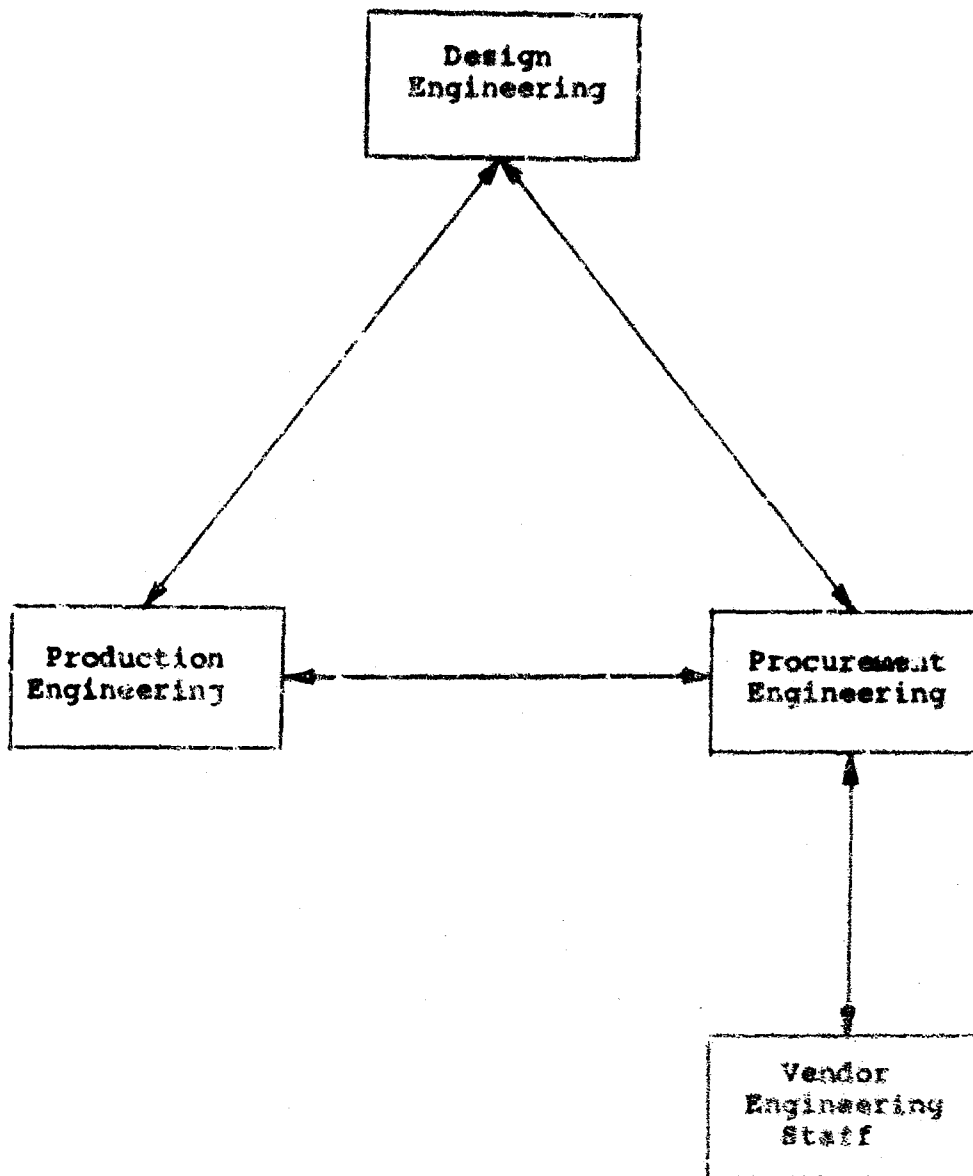 Design
Engineering
Production
Engineering
Procurement
Engineering
Vendor
Engineering
Staff